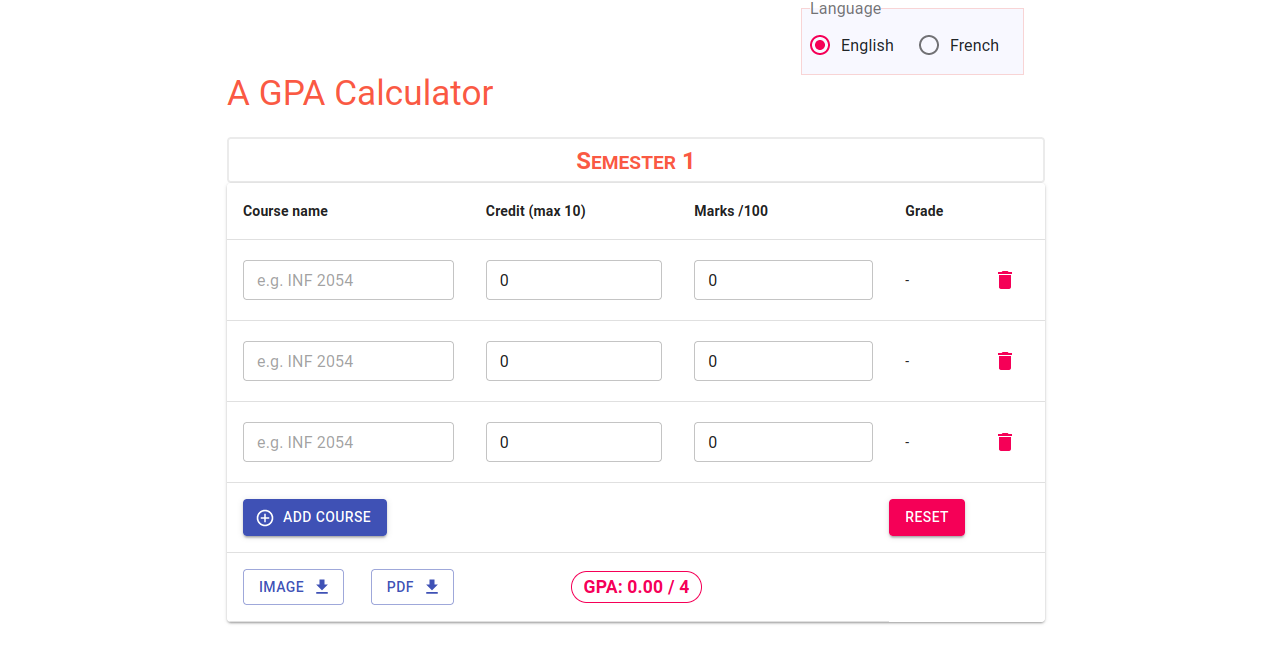 Language
English French
A GPA Calculator
Semester 1
Course name Credit (max 10) Marks /100 Grade
e.g. INF 2054 0 0 -
e.g. INF 2054 0 0 -
e.g. INF 2054 0 0 -
ADD COURSE RESET
IMAGE PDF GPA: 0.00 / 4